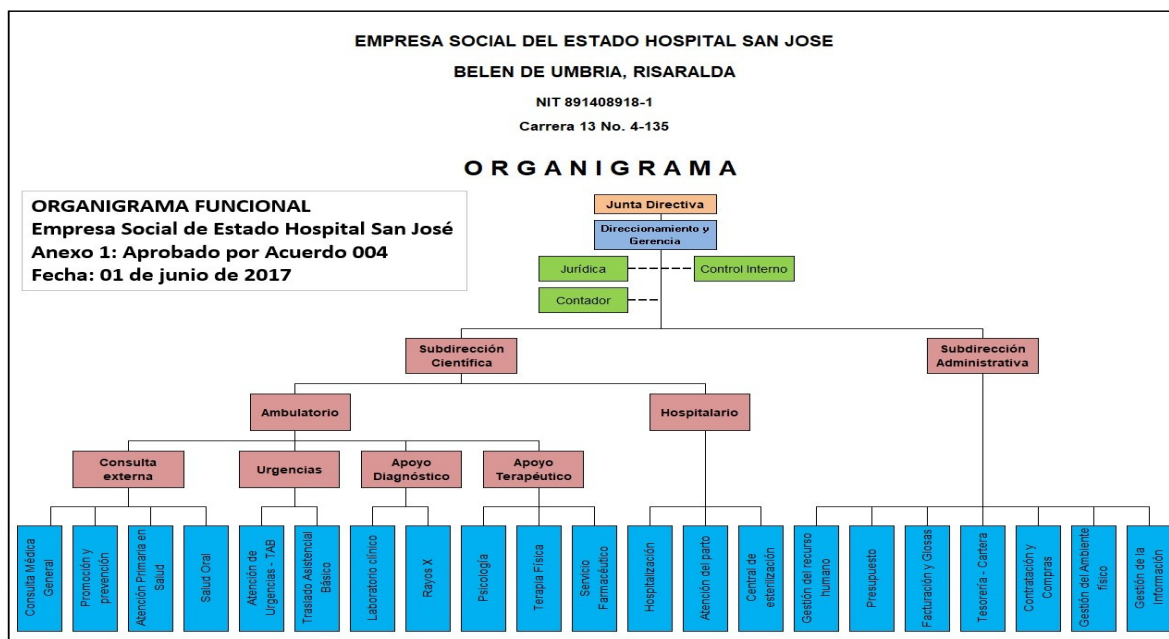 EMPRESA SOCIAL DEL ESTADO HOSPITAL SAN JOSE
BELEN DE UMBRIA, RISARALDA
NIT 891408918-1
Carrera 13 No. 4-135
ORGANIGRAMA
ORGANIGRAMA FUNCIONAL
Empresa Social de Estado Hospital San José
Anexo 1: Aprobado por Acuerdo 004
Fecha: 01 de junio de 2017
Junta Directiva
Direccionamiento y
Gerencia
Jurídica
Control Interno
Contador
Subdirección
Científica
Subdirección
Administrativa
Ambulatorio
Hospitalario
Consulta
externa
Urgencias
Apoyo
Diagnóstico
Apoyo
Terapéutico
Consulta Médica
General
Promoción y
prevención
Atención Primaria en
Salud
Salud Oral
Atención de
Urgencias - TAB
Traslado Asistencial
Básico
Laboratorio clínico
Rayos X
Psicología
Terapia Física
Servicio
Farmacéutico
Hospitalización
Atención del parto
Central de
esterilización
Gestión del recurso
humano
Presupuesto
Facturación y Glosas
Tesorería - Cartera
Contratación y
Compras
Gestión del Ambiente
físico
Gestión de la
Información